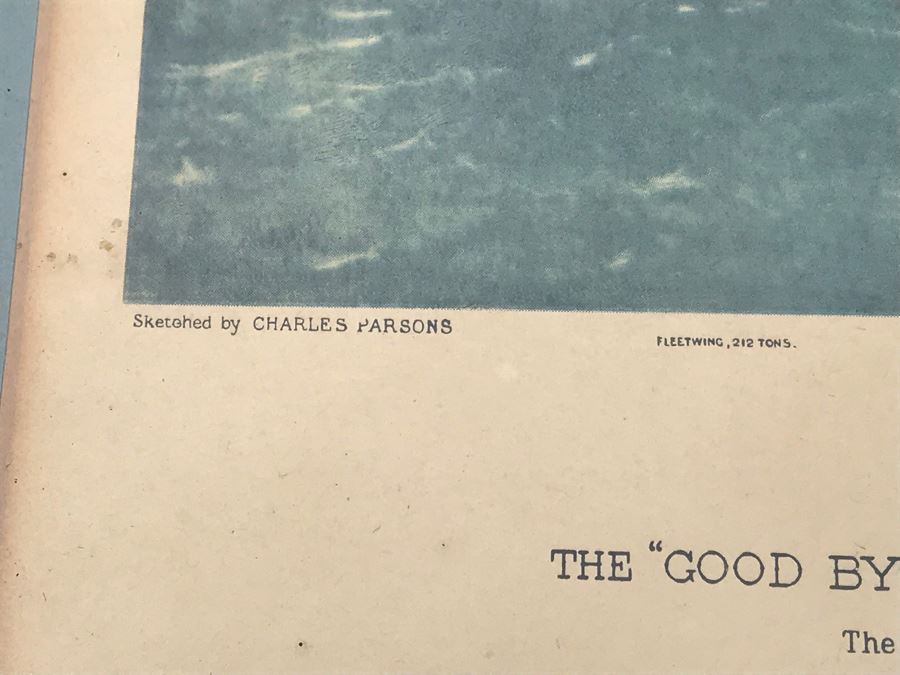 Sketched by CHARLES PARSONS
FLEETWING, 212 TONS.
THE “GOOD BY
The